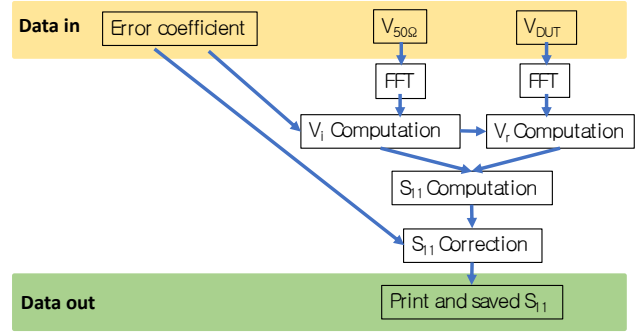 Data in
Error coefficient
V50Ω
VDUT
FFT
FFT
Vi Computation
Vr Computation
S11 Computation
S11 Correction
Data out
Print and saved S11